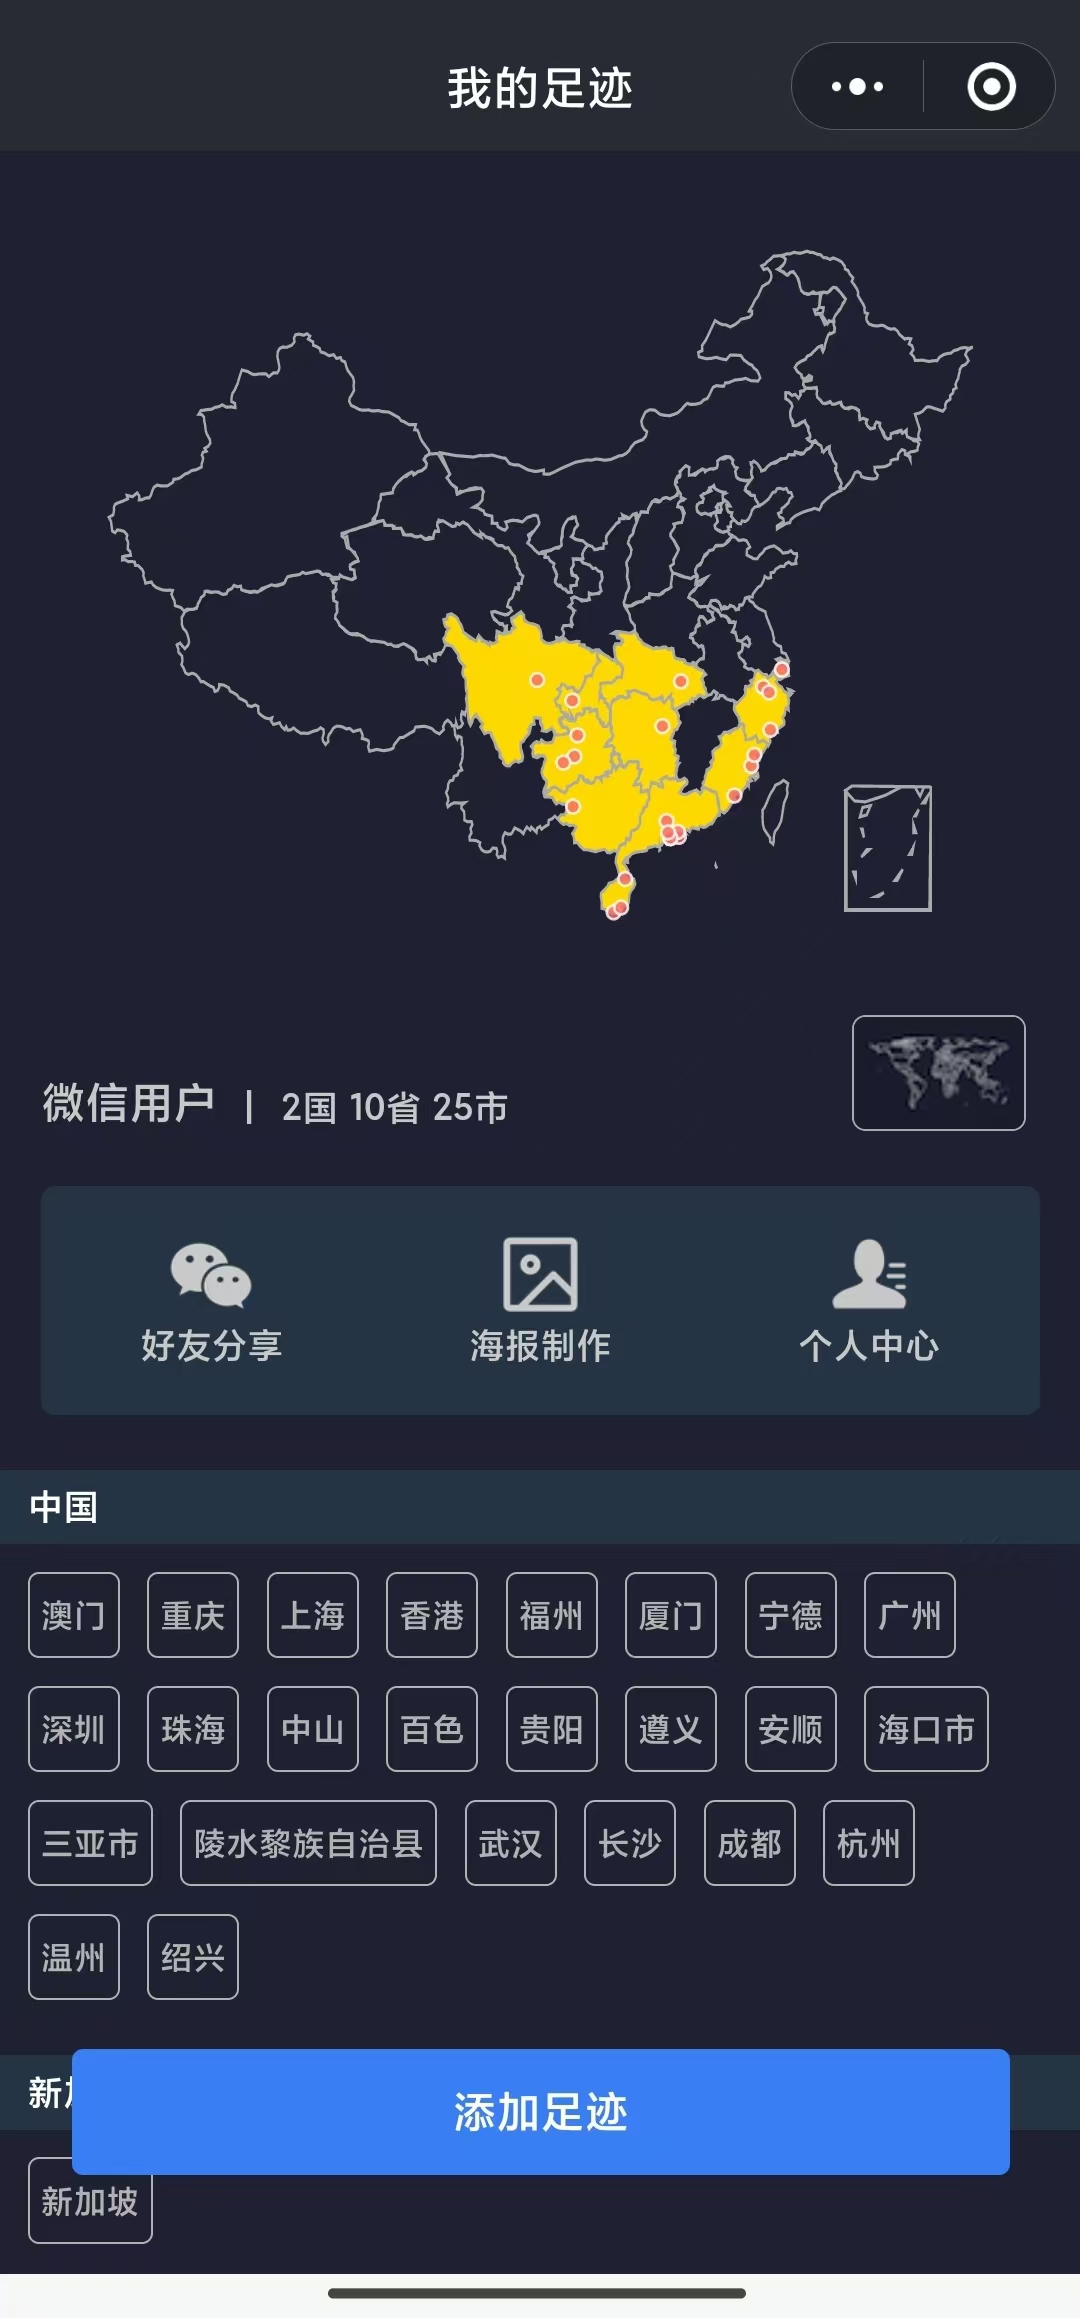 我的足迹
微信用户 | 2国 10省 25市
好友分享 海报制作 个人中心
中国
澳门 重庆 上海 香港 福州 厦门 宁德 广州
深圳 珠海 中山 百色 贵阳 遵义 安顺 海口市
三亚市 陵水黎族自治县 武汉 长沙 成都 杭州
温州 绍兴
新
添加足迹
新加坡